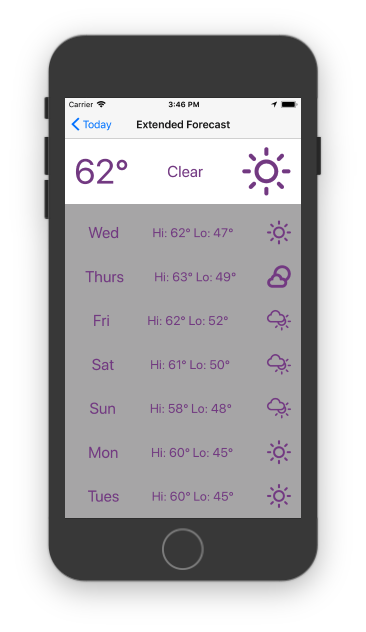 Carrier 3:46 PM
Today Extended Forecast
62° Clear
Wed Hi: 62° Lo: 47°
Thurs Hi: 63° Lo: 49°
Fri Hi: 62° Lo: 52°
Sat Hi: 61° Lo: 50°
Sun Hi: 58° Lo: 48°
Mon Hi: 60° Lo: 45°
Tues Hi: 60° Lo: 45°